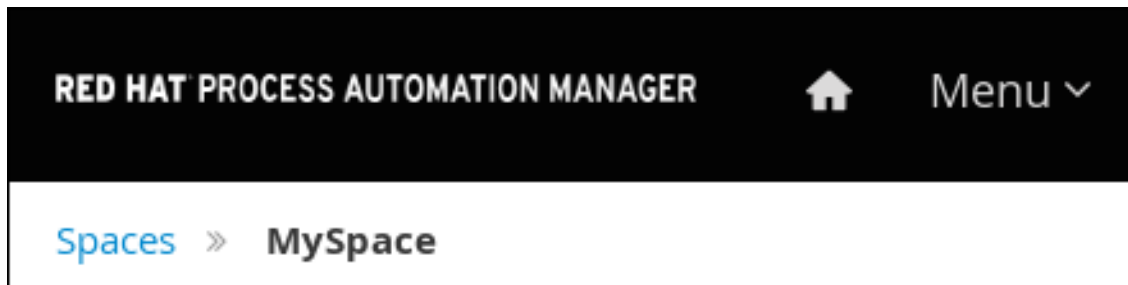 RED HAT PROCESS AUTOMATION MANAGER Menu
Spaces » MySpace